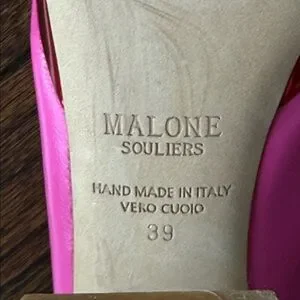 MALONE
SOULIERS
HAND MADE IN ITALY
VERO CUOIO
39